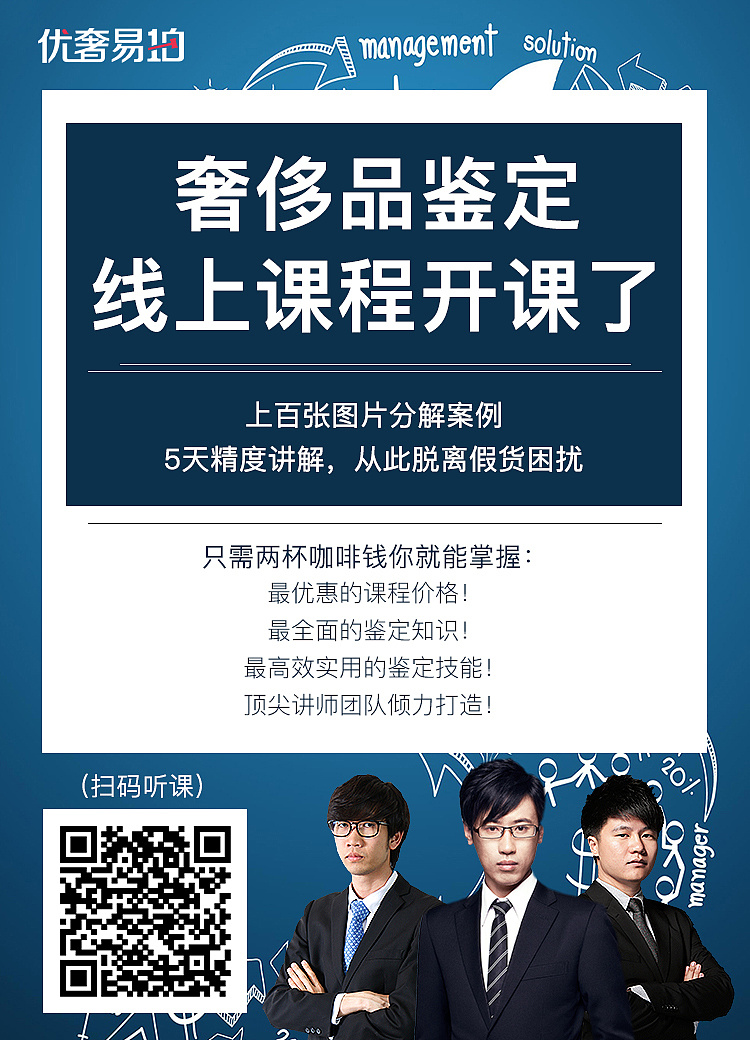 优奢易拍
management solution
奢侈品鉴定
线上课程开课了
上百张图片分解案例
5天精度讲解，从此脱离假货困扰
只需两杯咖啡钱你就能掌握：
最优惠的课程价格！
最全面的鉴定知识！
最高效实用的鉴定技能！
顶尖讲师团队倾力打造！
（扫码听课）
20%
manager